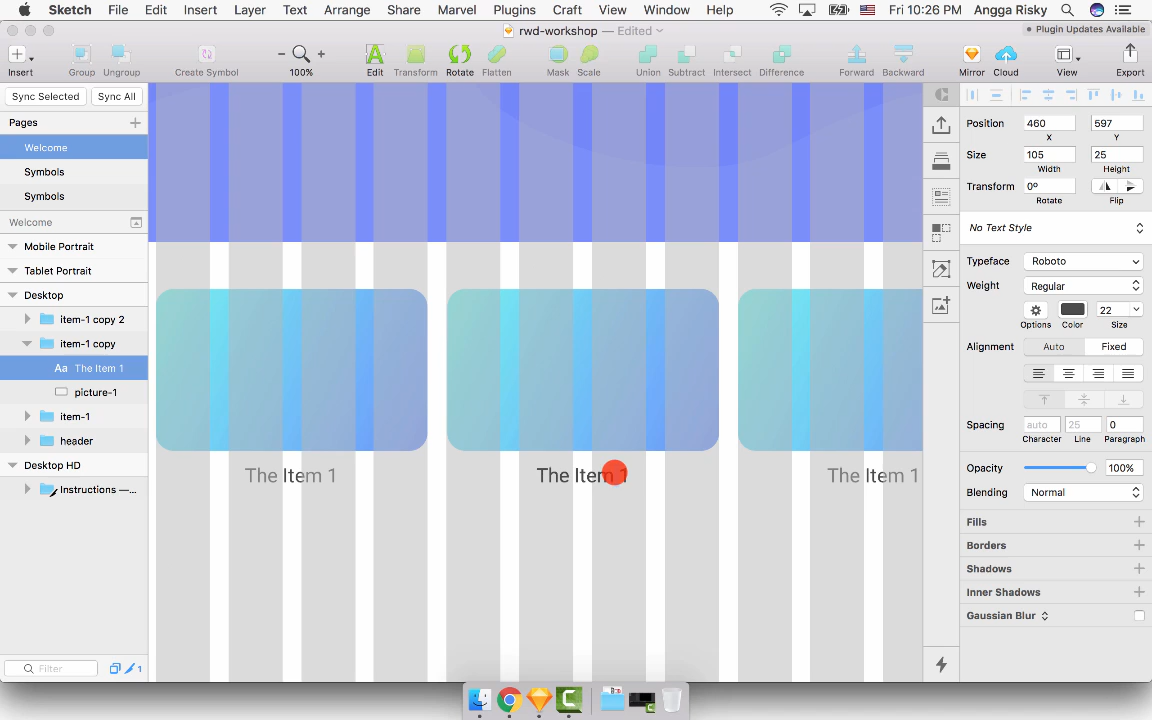 Sketch File Edit Insert Layer Text Arrange Share Marvel Plugins Craft View Window Help Fri 10:26 PM Angga Risky
rwd-workshop — Edited
Plugin Updates Available
Insert Group Ungroup Create Symbol 100% Edit Transform Rotate Flatten Mask Scale Union Subtract Intersect Difference Forward Backward Mirror Cloud View Export
Sync Selected Sync All
Pages
Welcome
Symbols
Symbols
Welcome
Mobile Portrait
Tablet Portrait
Desktop
item-1 copy 2
item-1 copy
Aa The Item 1
picture-1
item-1
header
Desktop HD
Instructions —...
Filter
1
The Item 1 The Item 1 The Item 1
Position 460 597
X Y
Size 105 25
Width Height
Transform 0º
Rotate Flip
No Text Style
Typeface Roboto
Weight Regular
22
Options Color Size
Alignment Auto Fixed
Spacing auto 25 0
Character Line Paragraph
Opacity 100%
Blending Normal
Fills
Borders
Shadows
Inner Shadows
Gaussian Blur